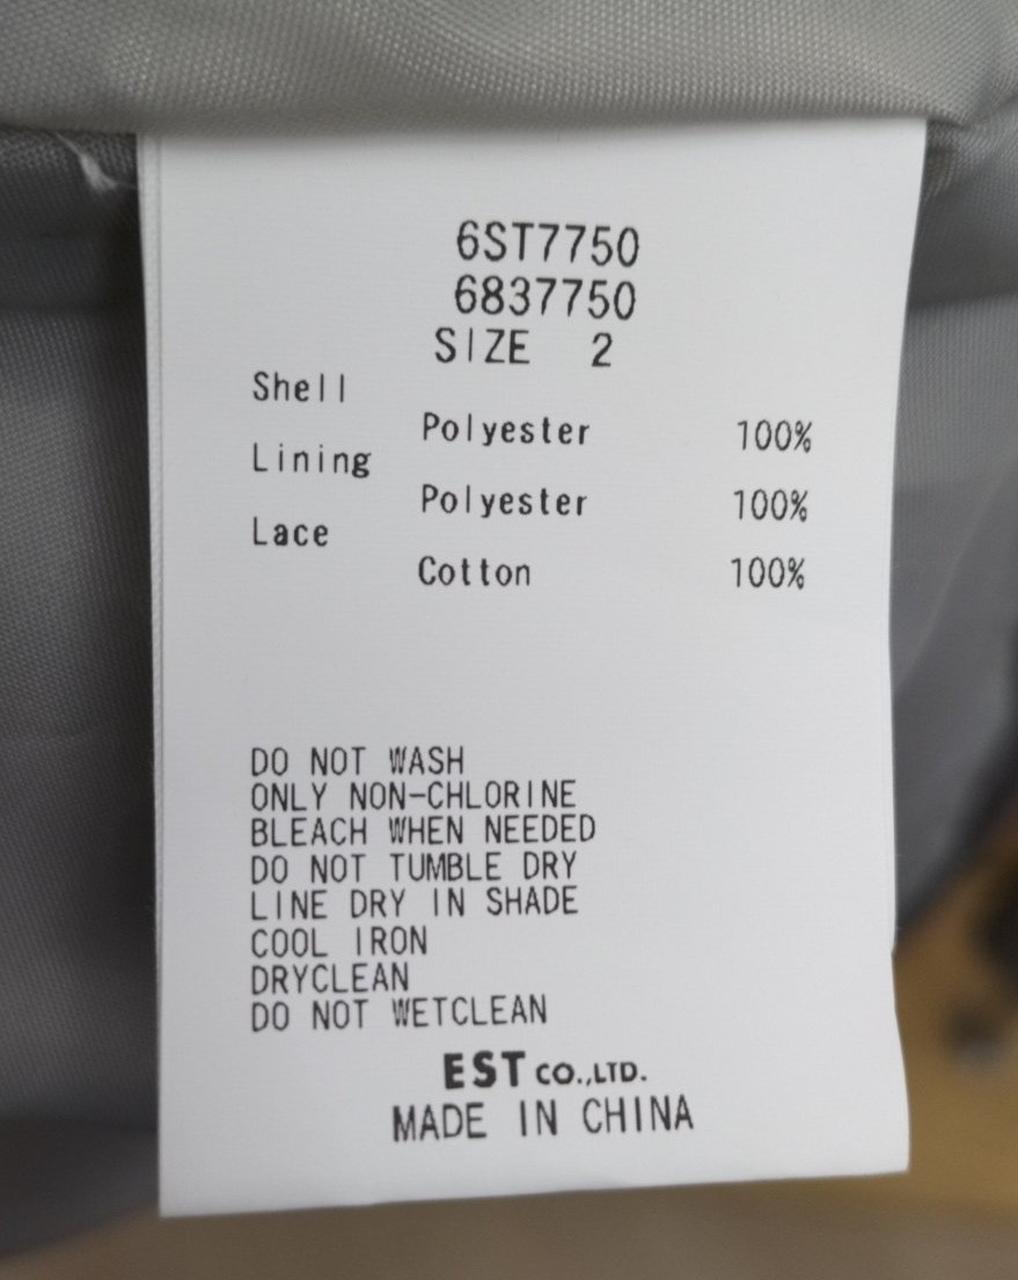 6ST7750
6837750
SIZE 2
Shell
Polyester 100%
Lining
Polyester 100%
Lace
Cotton 100%
DO NOT WASH
ONLY NON-CHLORINE
BLEACH WHEN NEEDED
DO NOT TUMBLE DRY
LINE DRY IN SHADE
COOL IRON
DRYCLEAN
DO NOT WETCLEAN
EST CO.,LTD.
MADE IN CHINA